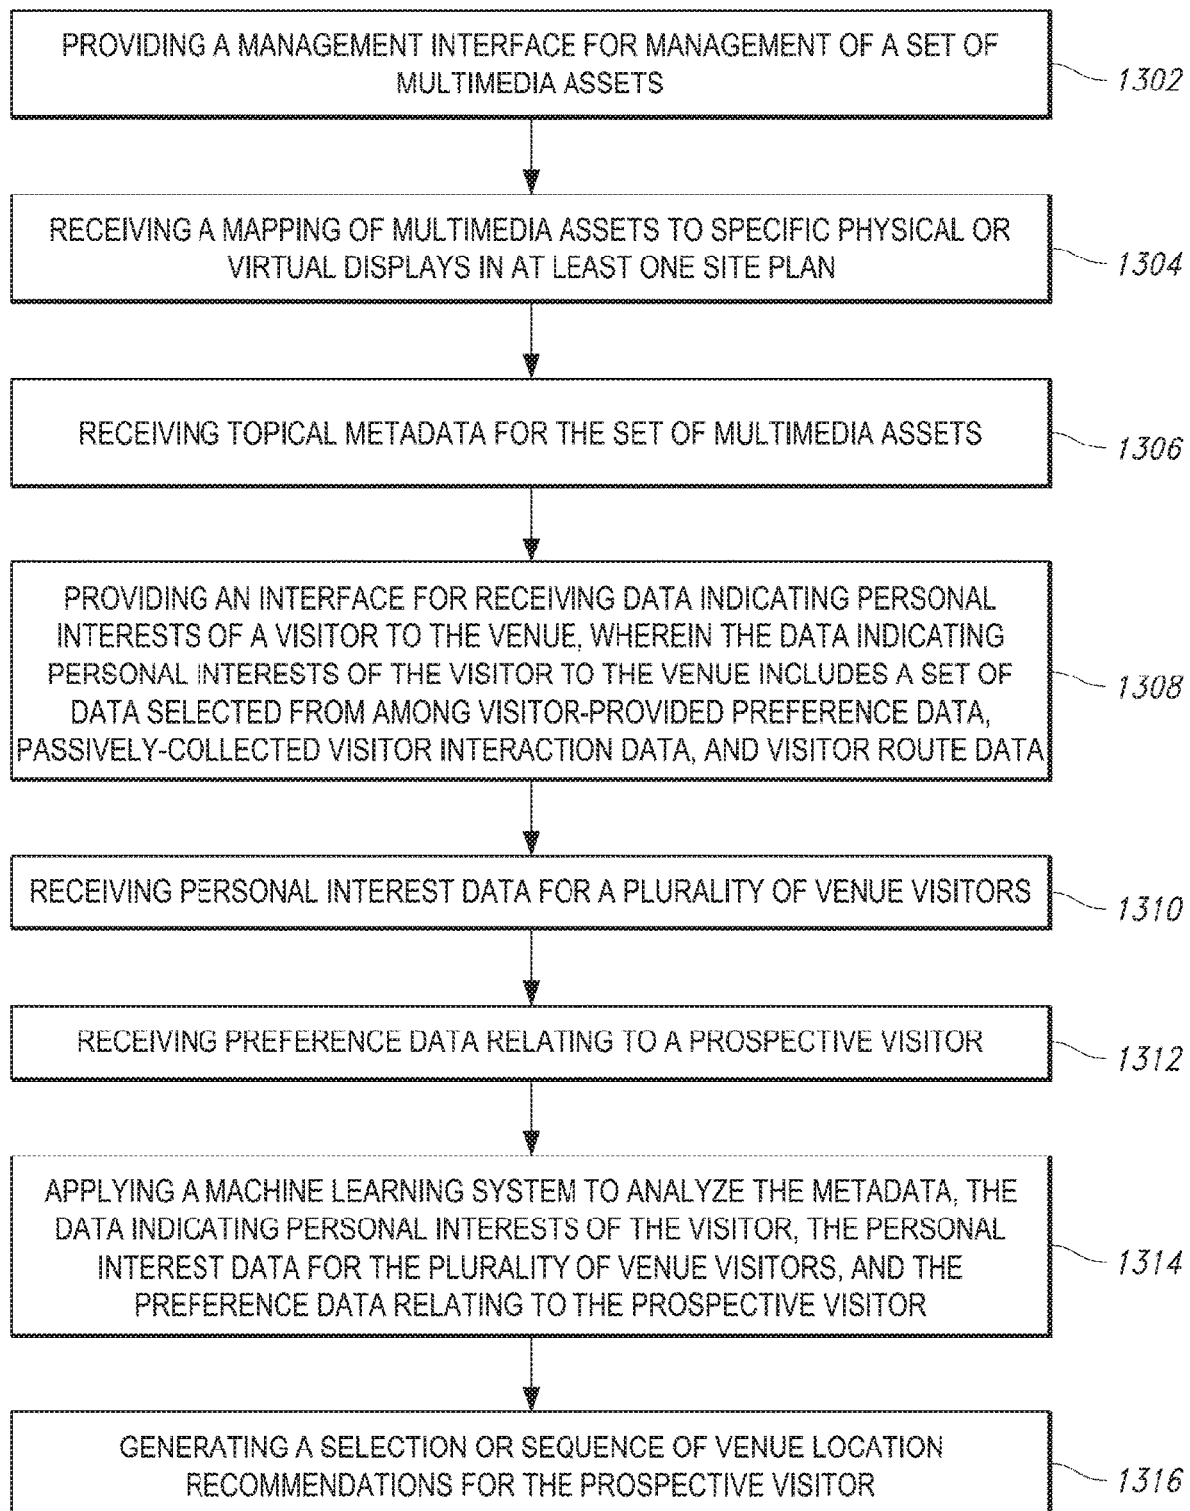 PROVIDING A MANAGEMENT INTERFACE FOR MANAGEMENT OF A SET OF
MULTIMEDIA ASSETS
1302
RECEIVING A MAPPING OF MULTIMEDIA ASSETS TO SPECIFIC PHYSICAL OR
VIRTUAL DISPLAYS IN AT LEAST ONE SITE PLAN
1304
RECEIVING TOPICAL METADATA FOR THE SET OF MULTIMEDIA ASSETS
1306
PROVIDING AN INTERFACE FOR RECEIVING DATA INDICATING PERSONAL
INTERESTS OF A VISITOR TO THE VENUE, WHEREIN THE DATA INDICATING
PERSONAL INTERESTS OF THE VISITOR TO THE VENUE INCLUDES A SET OF
DATA SELECTED FROM AMONG VISITOR-PROVIDED PREFERENCE DATA,
PASSIVELY-COLLECTED VISITOR INTERACTION DATA, AND VISITOR ROUTE DATA
1308
RECEIVING PERSONAL INTEREST DATA FOR A PLURALITY OF VENUE VISITORS
1310
RECEIVING PREFERENCE DATA RELATING TO A PROSPECTIVE VISITOR
1312
APPLYING A MACHINE LEARNING SYSTEM TO ANALYZE THE METADATA, THE
DATA INDICATING PERSONAL INTERESTS OF THE VISITOR, THE PERSONAL
INTEREST DATA FOR THE PLURALITY OF VENUE VISITORS, AND THE
PREFERENCE DATA RELATING TO THE PROSPECTIVE VISITOR
1314
GENERATING A SELECTION OR SEQUENCE OF VENUE LOCATION
RECOMMENDATIONS FOR THE PROSPECTIVE VISITOR
1316